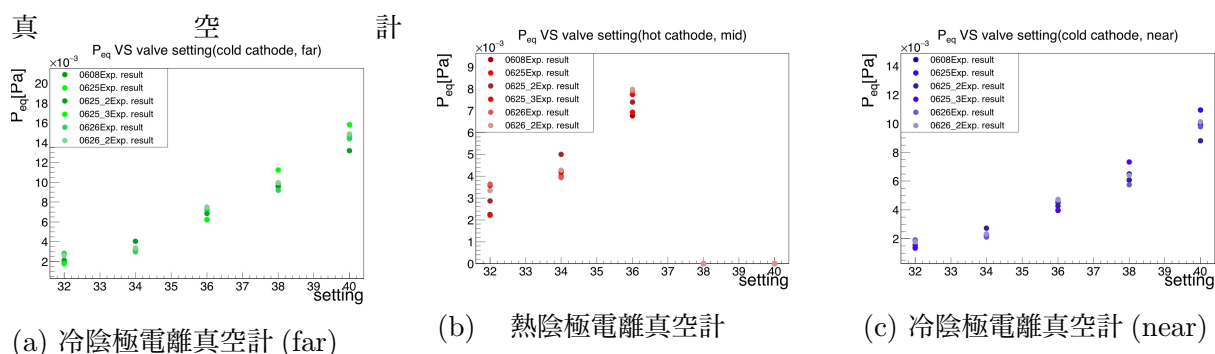 真 空 計
P_eq VS valve setting(cold cathode, far)
×10⁻³
P_eq[Pa]
20
18
16
14
12
10
8
6
4
2
0608Exp. result
0625Exp. result
0625_2Exp. result
0625_3Exp. result
0626Exp. result
0626_2Exp. result
32 33 34 35 36 37 38 39 40
setting
(a) 冷陰極電離真空計 (far)
P_eq VS valve setting(hot cathode, mid)
×10⁻³
P_eq[Pa]
9
8
7
6
5
4
3
2
1
0
0608Exp. result
0625Exp. result
0625_2Exp. result
0625_3Exp. result
0626Exp. result
0626_2Exp. result
32 33 34 35 36 37 38 39 40
setting
(b) 熱陰極電離真空計
P_eq VS valve setting(cold cathode, near)
×10⁻³
P_eq[Pa]
14
12
10
8
6
4
2
0608Exp. result
0625Exp. result
0625_2Exp. result
0625_3Exp. result
0626Exp. result
0626_2Exp. result
32 33 34 35 36 37 38 39 40
setting
(c) 冷陰極電離真空計 (near)